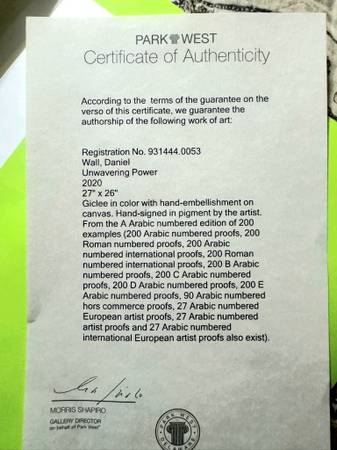 PARK WEST
Certificate of Authenticity
According to the terms of the guarantee on the
verso of this certificate, we guarantee the
authorship of the following work of art:
Registration No. 931444.0053
Wall, Daniel
Unwavering Power
2020
27" x 26"
Giclee in color with hand-embellishment on
canvas. Hand-signed in pigment by the artist.
From the A Arabic numbered edition of 200
examples (200 Arabic numbered proofs, 200
Roman numbered proofs, 200 Arabic
numbered international proofs, 200 Roman
numbered international proofs, 200 B Arabic
numbered proofs, 200 C Arabic numbered
proofs, 200 D Arabic numbered proofs, 200 E
Arabic numbered proofs, 90 Arabic numbered
hors commerce proofs, 27 Arabic numbered
European artist proofs, 27 Arabic numbered
artist proofs and 27 Arabic numbered
international European artist proofs also exist).
MORRIS SHAPIRO
GALLERY DIRECTOR
on behalf of Park West
PARK WEST